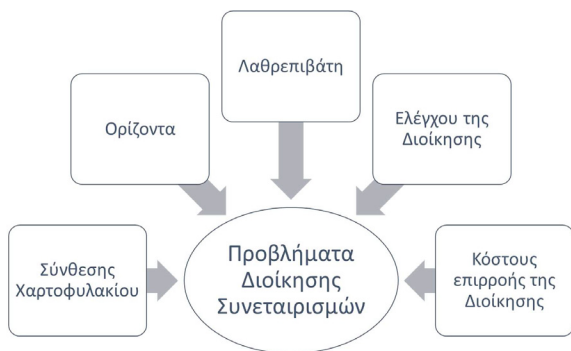 Λαθρεπιβάτη
Ορίζοντα
Ελέγχου της
Διοίκησης
Σύνθεσης
Χαρτοφυλακίου
Προβλήματα
Διοίκησης
Συνεταιρισμών
Κόστους
επιρροής της
Διοίκησης